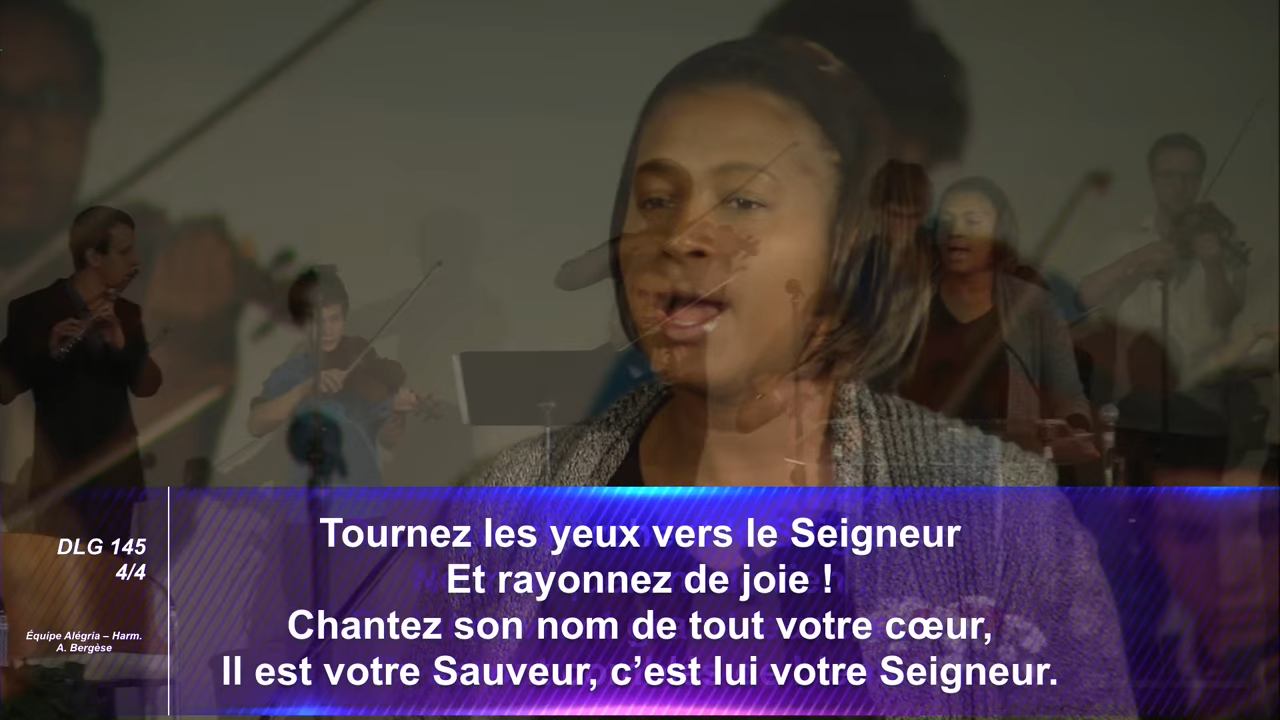 DLG 145
4/4
Équipe Alégria – Harm.
A. Bergèse
Tournez les yeux vers le Seigneur
Et rayonnez de joie !
Chantez son nom de tout votre cœur,
Il est votre Sauveur, c’est lui votre Seigneur.